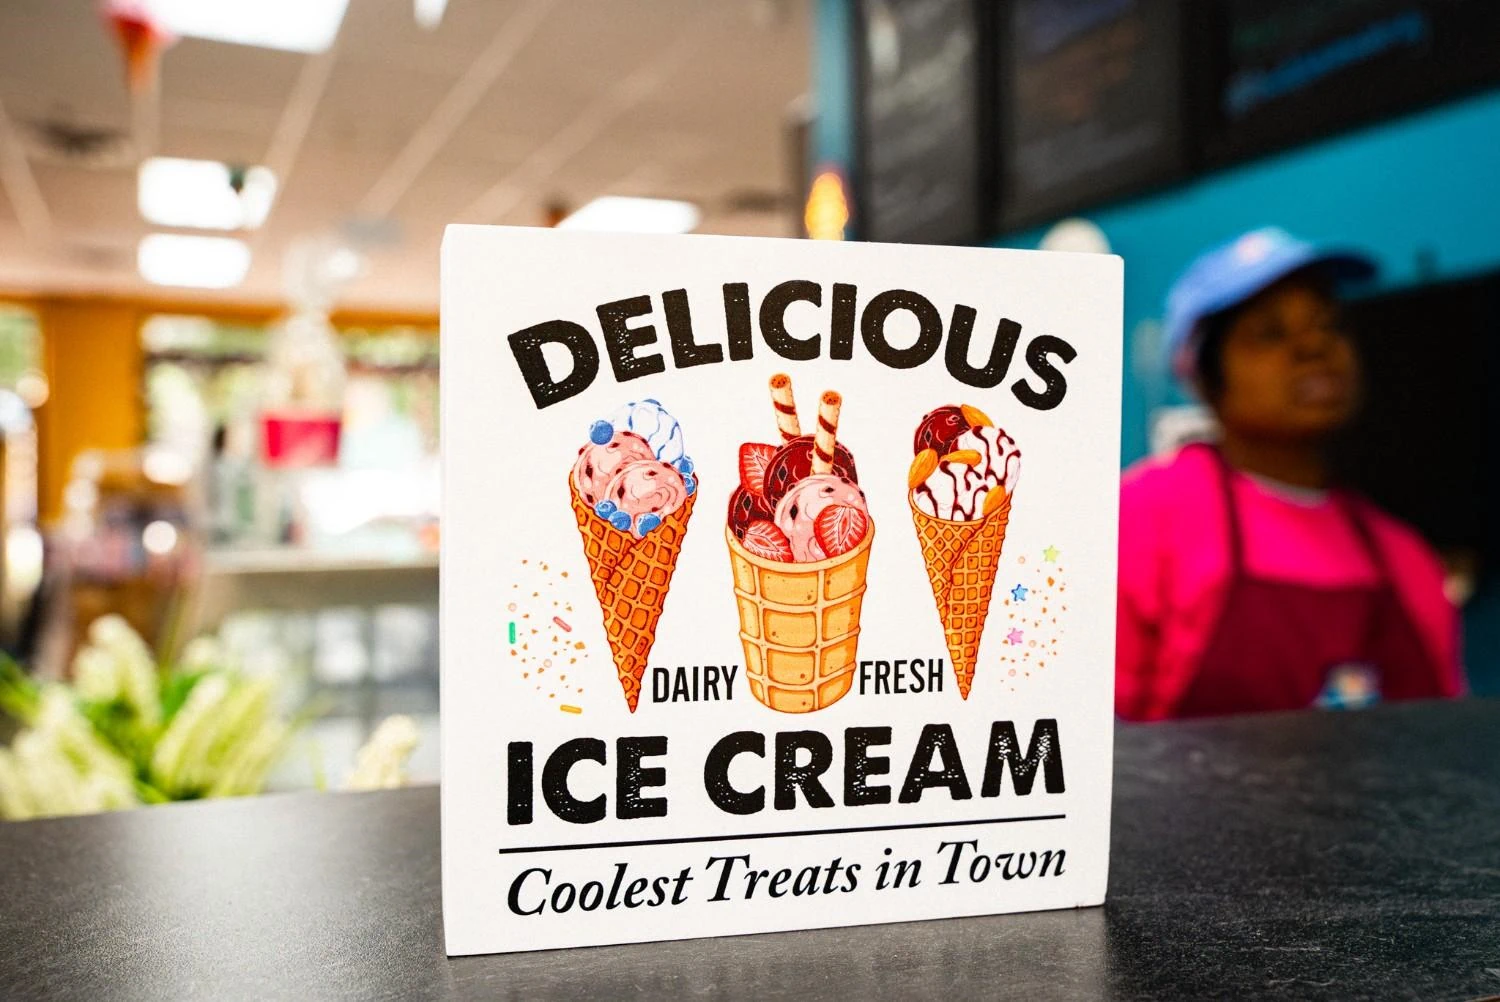 DELICIOUS
DAIRY FRESH
ICE CREAM
Coolest Treats in Town